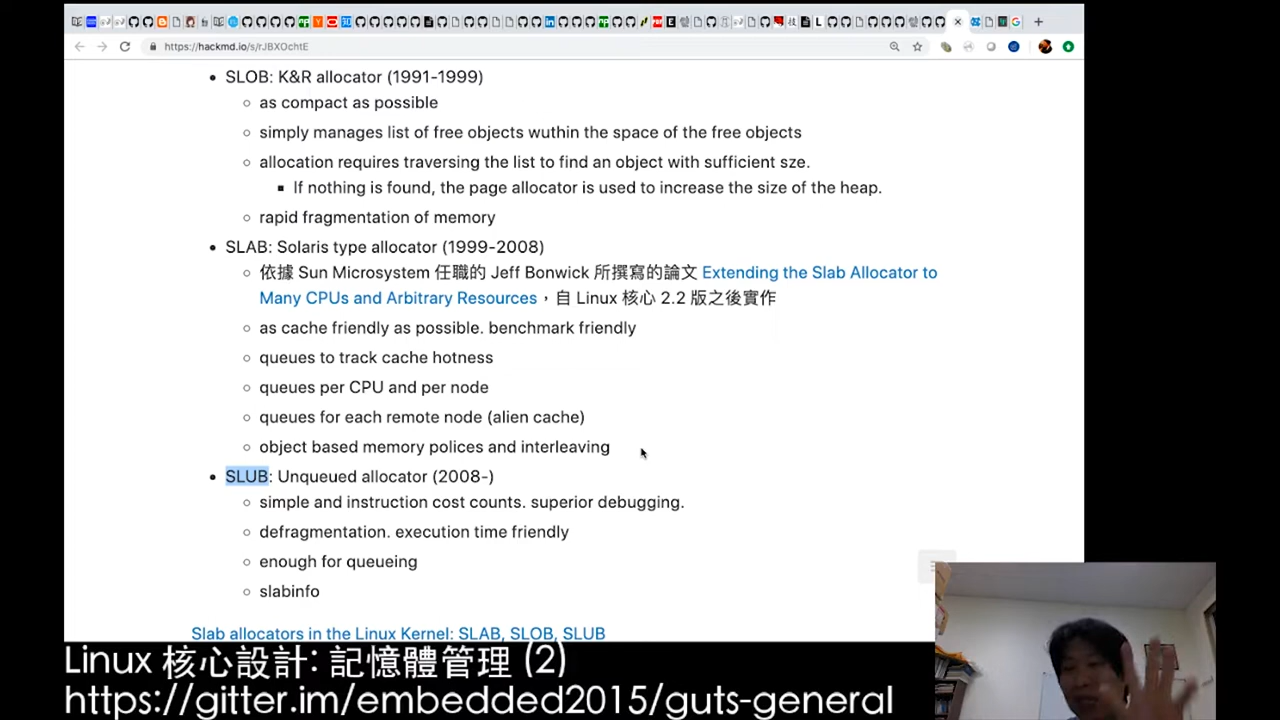 https://hackmd.io/s/rJBXOchtE
SLOB: K&R allocator (1991-1999)
as compact as possible
simply manages list of free objects wuthin the space of the free objects
allocation requires traversing the list to find an object with sufficient sze.
If nothing is found, the page allocator is used to increase the size of the heap.
rapid fragmentation of memory
SLAB: Solaris type allocator (1999-2008)
依據 Sun Microsystem 任職的 Jeff Bonwick 所撰寫的論文 Extending the Slab Allocator to
Many CPUs and Arbitrary Resources，自 Linux 核心 2.2 版之後實作
as cache friendly as possible. benchmark friendly
queues to track cache hotness
queues per CPU and per node
queues for each remote node (alien cache)
object based memory polices and interleaving
SLUB: Unqueued allocator (2008-)
simple and instruction cost counts. superior debugging.
defragmentation. execution time friendly
enough for queueing
slabinfo
Slab allocators in the Linux Kernel: SLAB, SLOB, SLUB
Linux 核心設計: 記憶體管理 (2)
https://gitter.im/embedded2015/guts-general